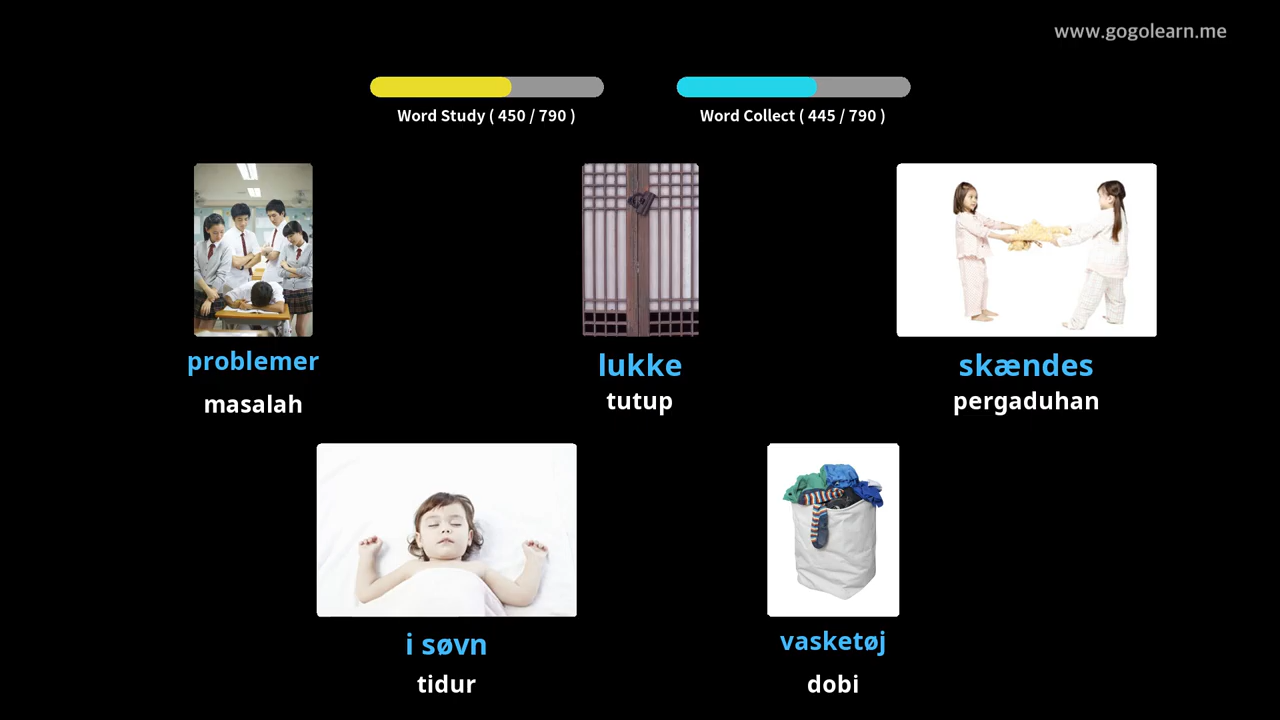 www.gogolearn.me
Word Study ( 450 / 790 )
Word Collect ( 445 / 790 )
problemer
masalah
lukke
tutup
skændes
pergaduhan
i søvn
tidur
vasketøj
dobi